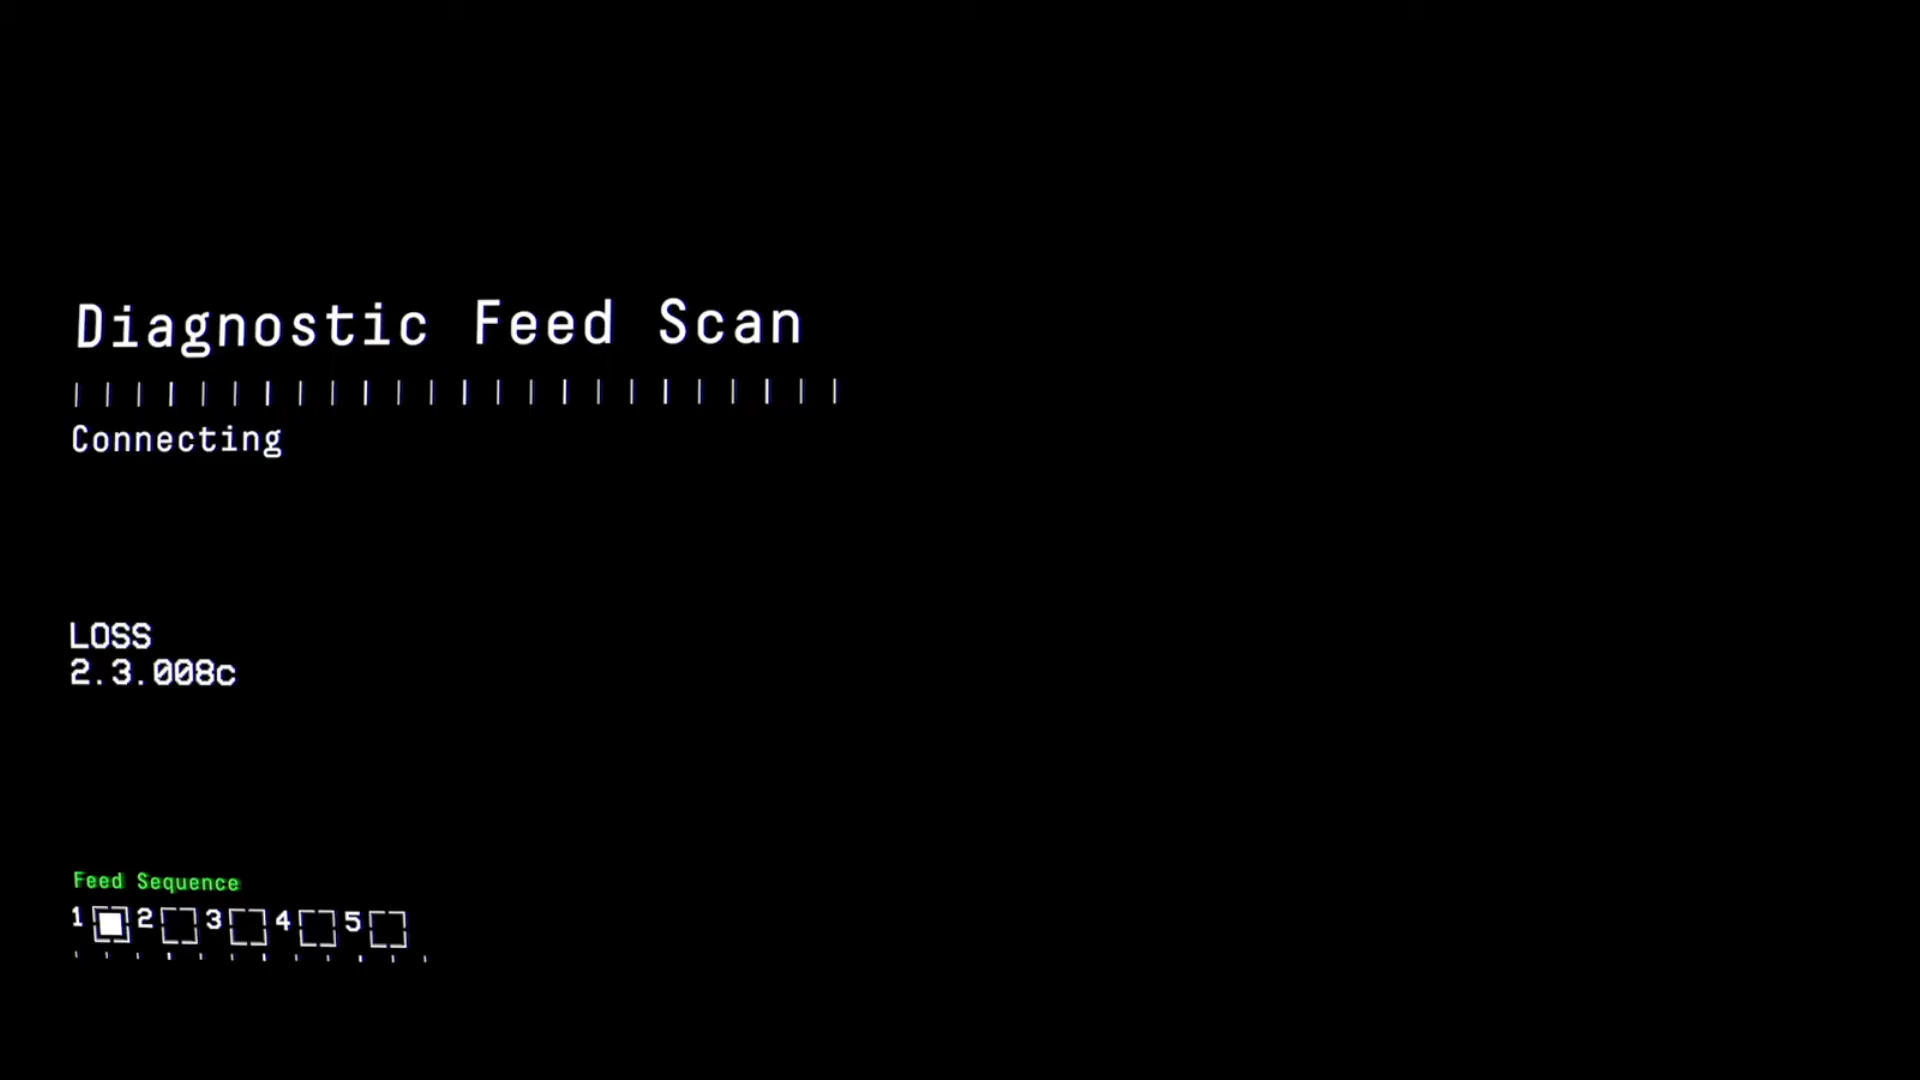 Diagnostic Feed Scan
Connecting
LOSS
2.3.008c
Feed Sequence
1 2 3 4 5